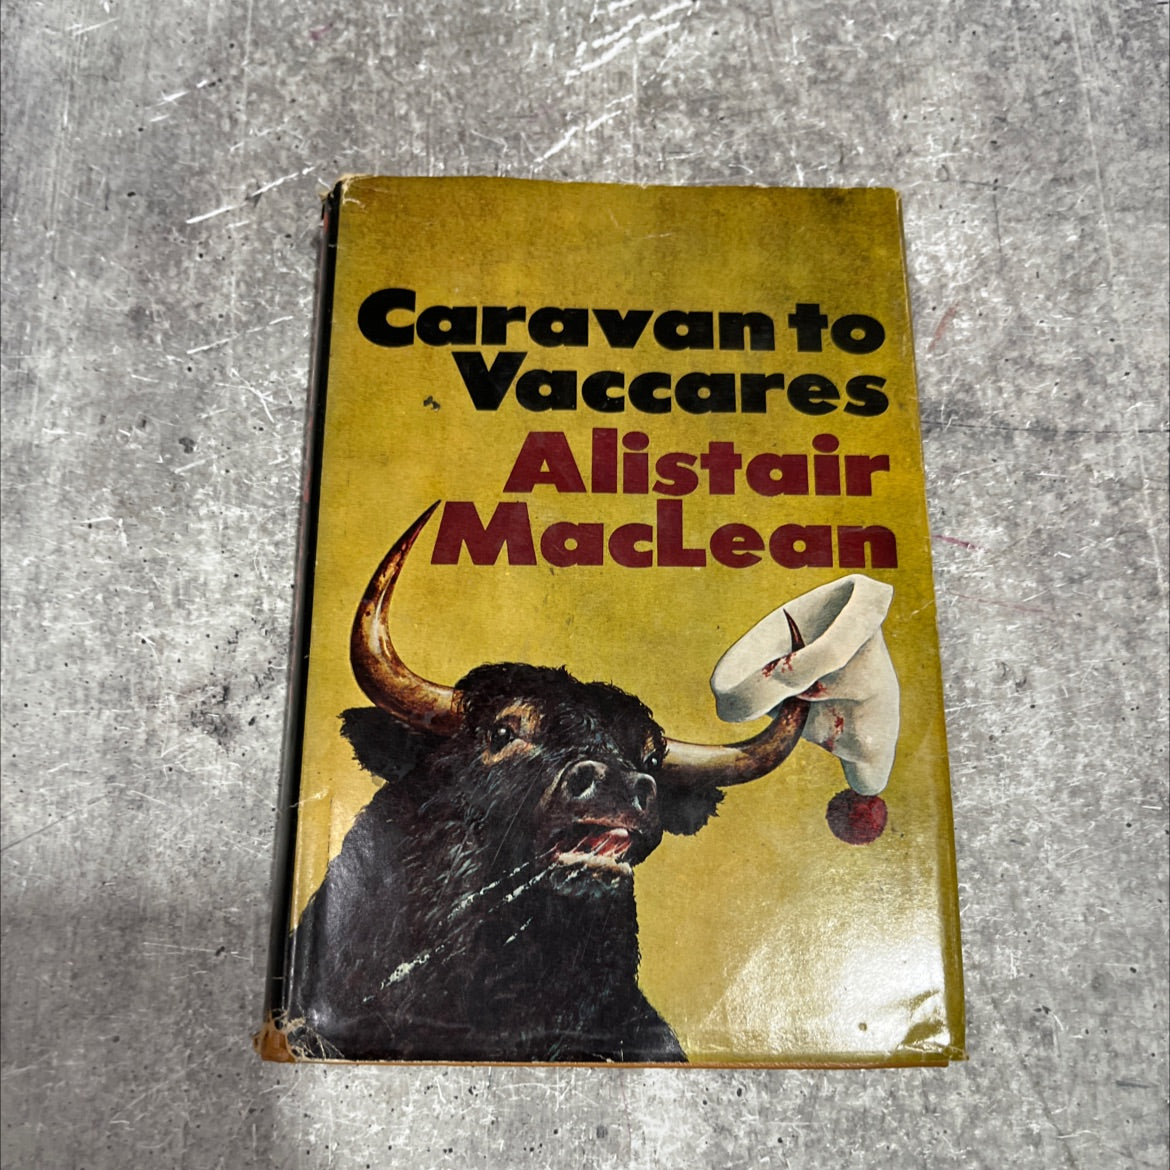 Caravan to
Vaccares
Alistair
MacLean